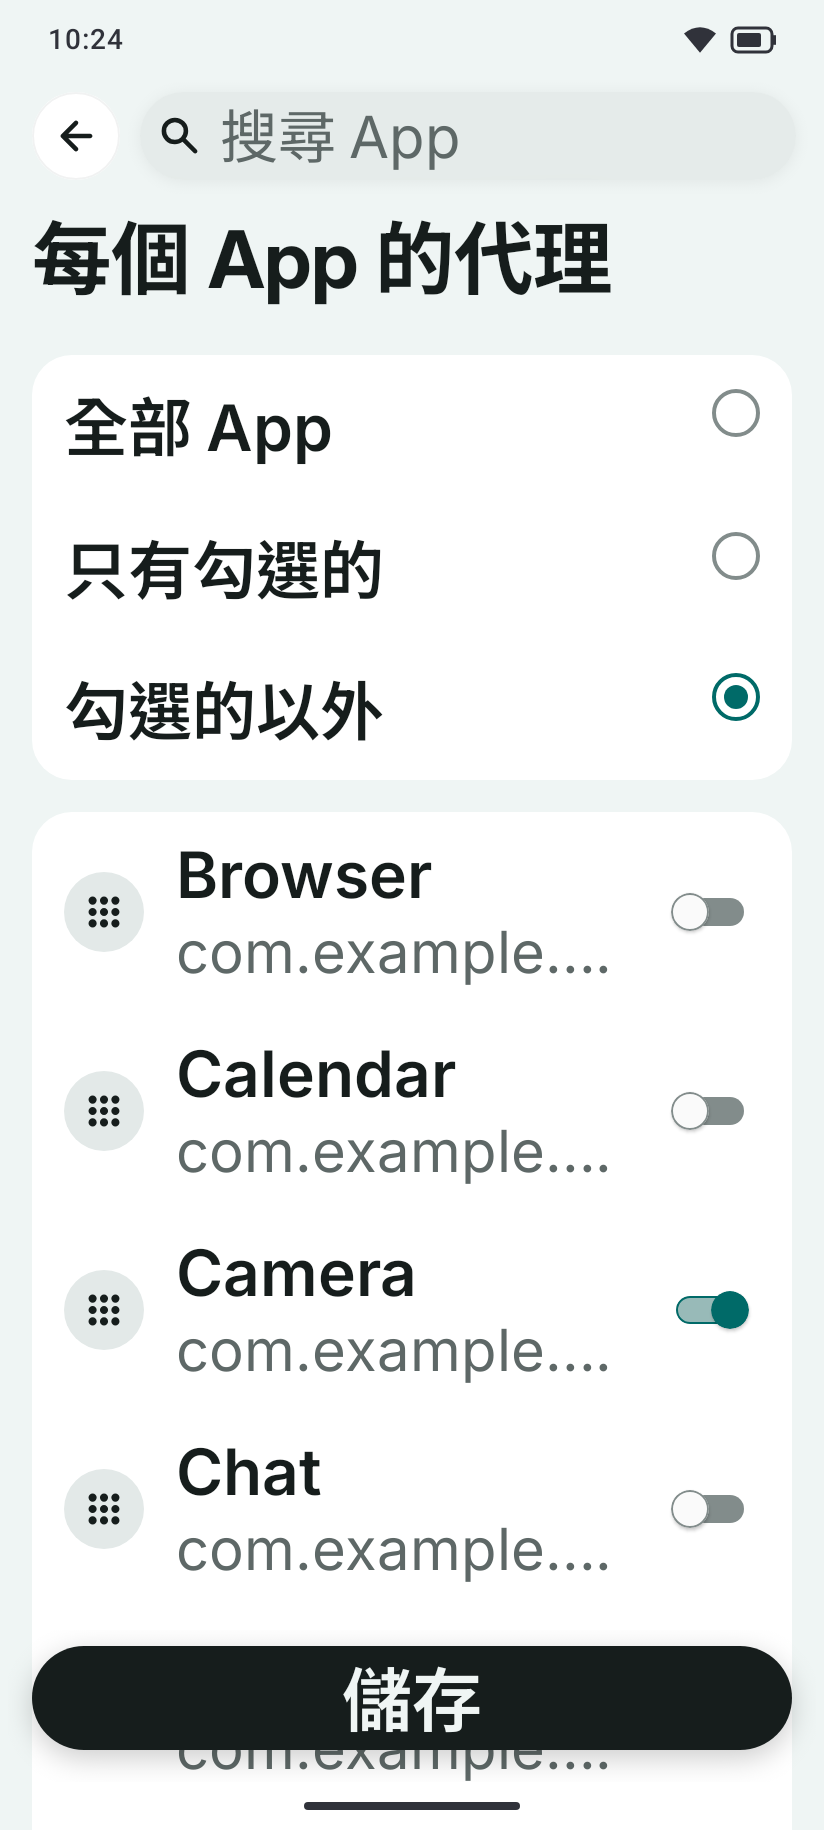 10:24
搜尋 App
每個 App 的代理
全部 App
只有勾選的
勾選的以外
Browser
com.example....
Calendar
com.example....
Camera
com.example....
Chat
com.example....
儲存
com.example....